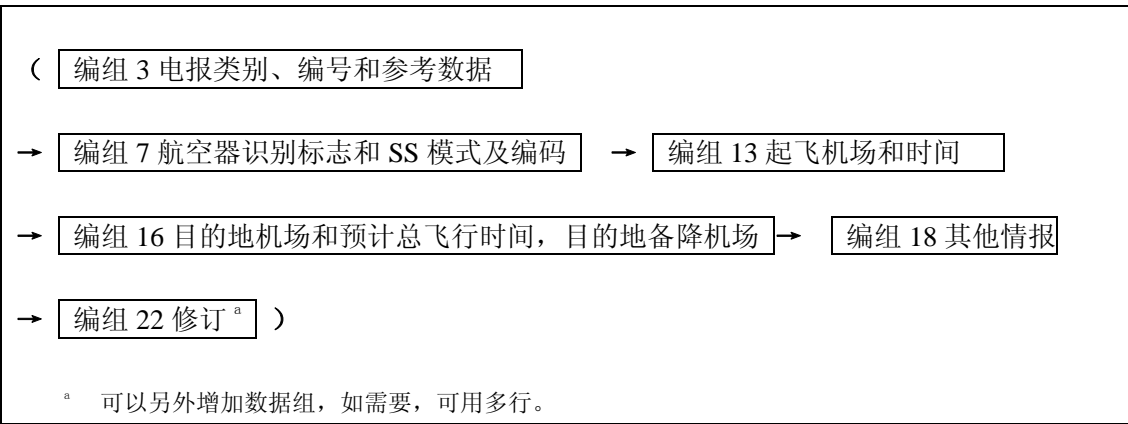 （ 编组 3 电报类别、编号和参考数据
→ 编组 7 航空器识别标志和 SS 模式及编码 → 编组 13 起飞机场和时间
→ 编组 16 目的地机场和预计总飞行时间，目的地备降机场 → 编组 18 其他情报
→ 编组 22 修订 a ）
a 可以另外增加数据组，如需要，可用多行。